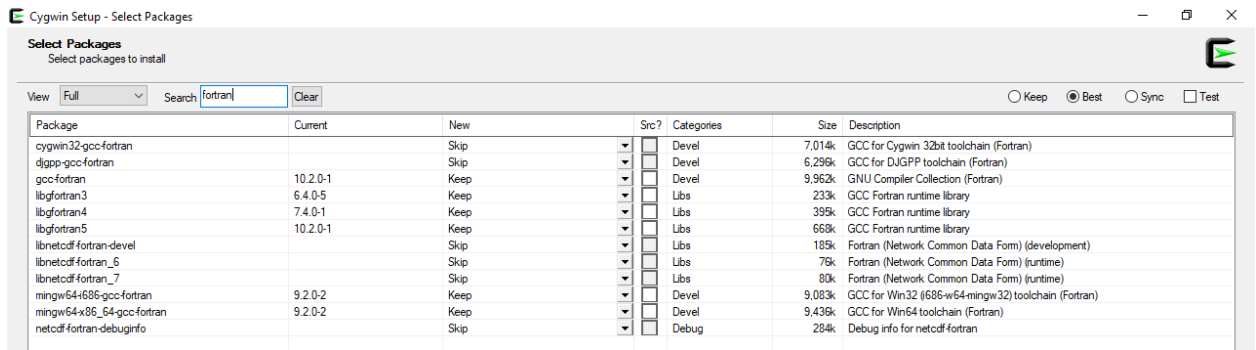 Cygwin Setup - Select Packages
Select Packages
Select packages to install
View Full Search fortran Clear Keep Best Sync Test
Package Current New Src? Categories Size Description
cygwin32-gcc-fortran Skip Devel 7,014k GCC for Cygwin 32bit toolchain (Fortran)
djgpp-gcc-fortran Skip Devel 6,296k GCC for DJGPP toolchain (Fortran)
gcc-fortran 10.2.0-1 Keep Devel 9,962k GNU Compiler Collection (Fortran)
libgfortran3 6.4.0-5 Keep Libs 233k GCC Fortran runtime library
libgfortran4 7.4.0-1 Keep Libs 395k GCC Fortran runtime library
libgfortran5 10.2.0-1 Keep Libs 668k GCC Fortran runtime library
libnetcdf-fortran-devel Skip Libs 185k Fortran (Network Common Data Form) (development)
libnetcdf-fortran_6 Skip Libs 76k Fortran (Network Common Data Form) (runtime)
libnetcdf-fortran_7 Skip Libs 80k Fortran (Network Common Data Form) (runtime)
mingw64-i686-gcc-fortran 9.2.0-2 Keep Devel 9,083k GCC for Win32 (i686-w64-mingw32) toolchain (Fortran)
mingw64-x86_64-gcc-fortran 9.2.0-2 Keep Devel 9,436k GCC for Win64 toolchain (Fortran)
netcdf-fortran-debuginfo Skip Debug 284k Debug info for netcdf-fortran